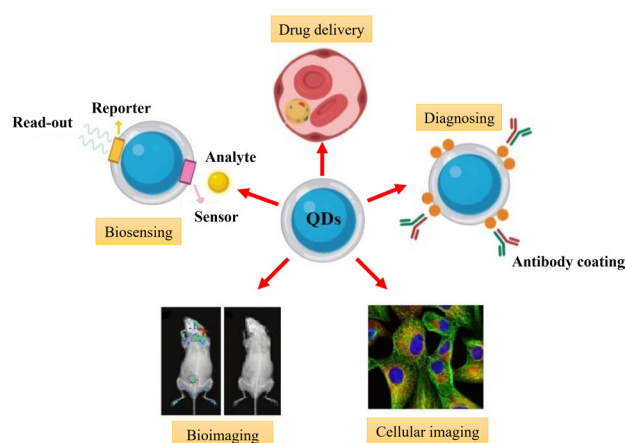 Drug delivery
Reporter
Read-out
Analyte
Sensor
Biosensing
Diagnosing
QDs
Antibody coating
Bioimaging
Cellular imaging